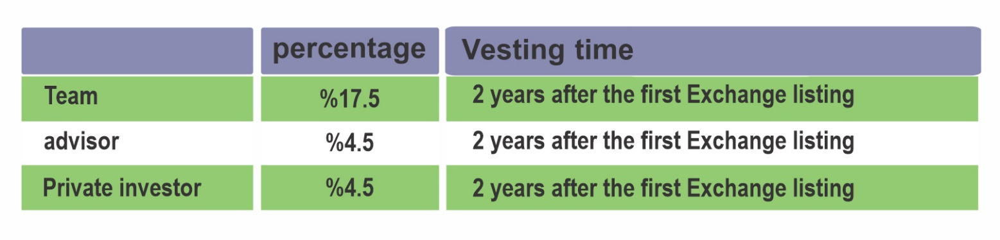 percentage Vesting time
Team %17.5 2 years after the first Exchange listing
advisor %4.5 2 years after the first Exchange listing
Private investor %4.5 2 years after the first Exchange listing